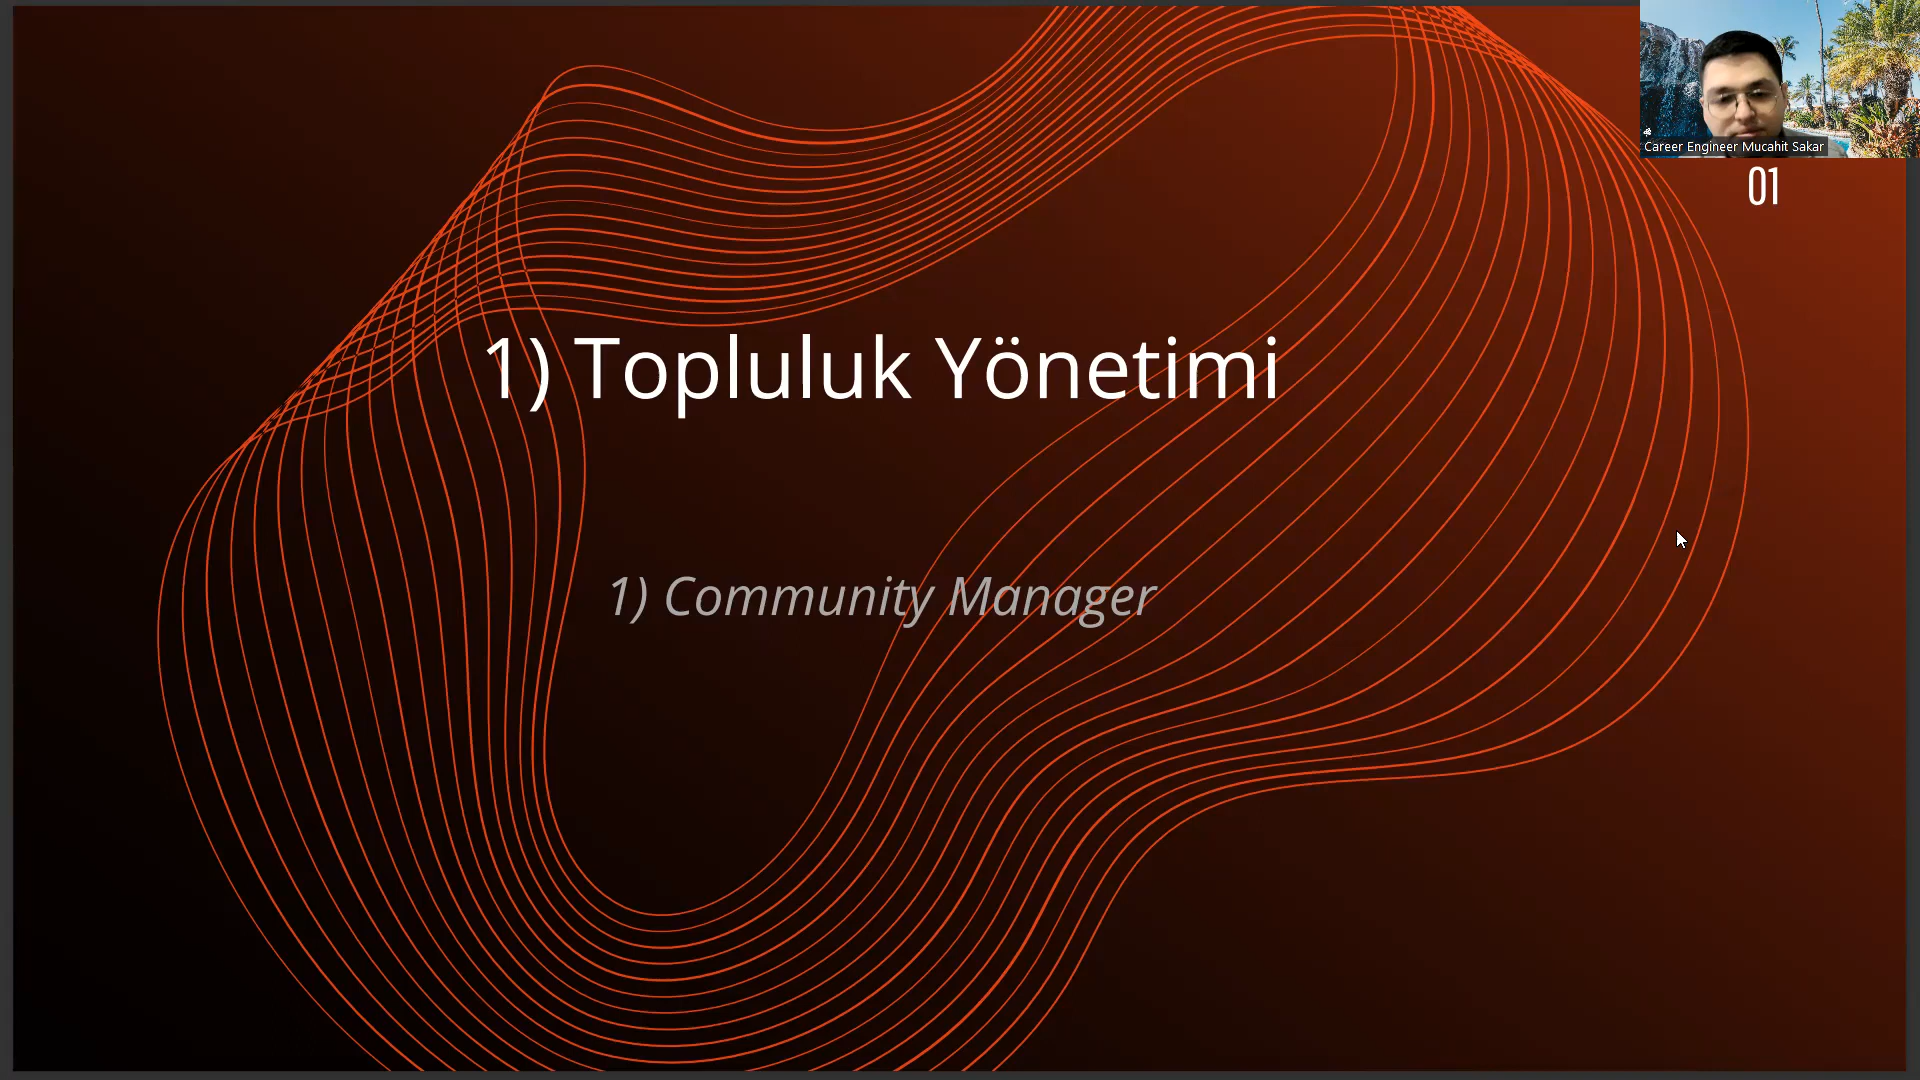 Career Engineer Mucahit Sakar
01
1) Topluluk Yönetimi
1) Community Manager